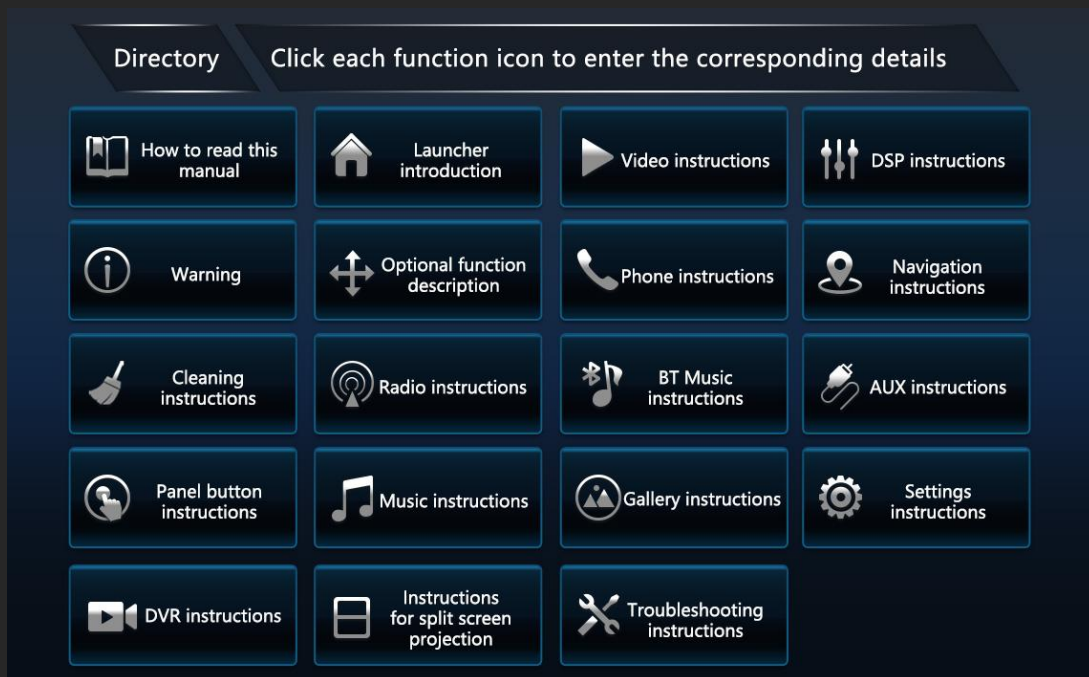 Directory
Click each function icon to enter the corresponding details
How to read this
manual
Launcher
introduction
Video instructions
DSP instructions
Warning
Optional function
description
Phone instructions
Navigation
instructions
Cleaning
instructions
Radio instructions
BT Music
instructions
AUX instructions
Panel button
instructions
Music instructions
Gallery instructions
Settings
instructions
DVR instructions
Instructions
for split screen
projection
Troubleshooting
instructions